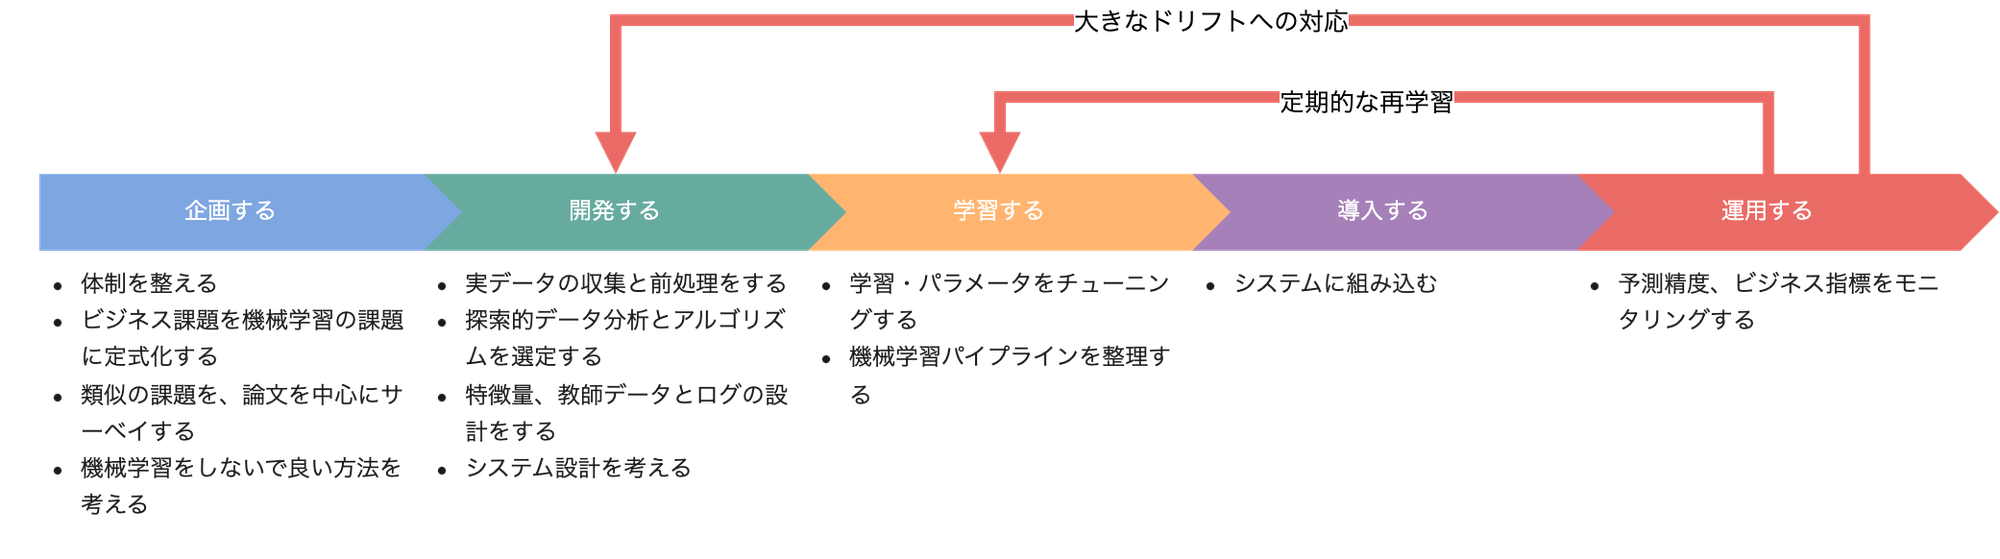 大きなドリフトへの対応
定期的な再学習
企画する
開発する
学習する
導入する
運用する
• 体制を整える
• ビジネス課題を機械学習の課題
に定式化する
• 類似の課題を、論文を中心にサ
ーベイする
• 機械学習をしないで良い方法を
考える
• 実データの収集と前処理をする
• 探索的データ分析とアルゴリズ
ムを選定する
• 特徴量、教師データとログの設
計をする
• システム設計を考える
• 学習・パラメータをチューニン
グする
• 機械学習パイプラインを整理す
る
• システムに組み込む
• 予測精度、ビジネス指標をモニ
タリングする